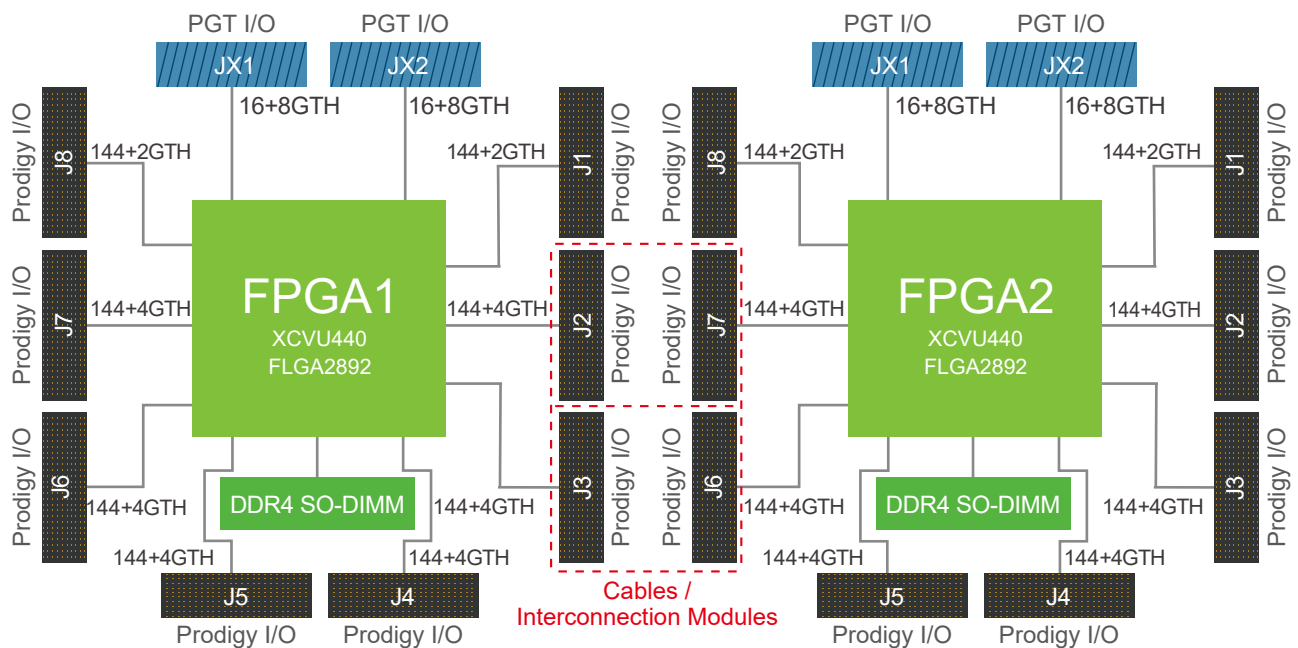 PGT I/O
PGT I/O
PGT I/O
PGT I/O
JX1
JX2
JX1
JX2
16+8GTH
16+8GTH
16+8GTH
16+8GTH
Prodigy I/O
J8
144+2GTH
144+2GTH
J1
Prodigy I/O
Prodigy I/O
J8
144+2GTH
144+2GTH
J1
Prodigy I/O
Prodigy I/O
J7
144+4GTH
FPGA1
XCVU440
FLGA2892
144+4GTH
J2
Prodigy I/O
Prodigy I/O
J7
144+4GTH
FPGA2
XCVU440
FLGA2892
144+4GTH
J2
Prodigy I/O
Prodigy I/O
J6
144+4GTH
DDR4 SO-DIMM
144+4GTH
J3
Prodigy I/O
Prodigy I/O
J6
144+4GTH
DDR4 SO-DIMM
144+4GTH
J3
Prodigy I/O
144+4GTH
144+4GTH
144+4GTH
144+4GTH
J5
J4
J5
J4
Prodigy I/O
Prodigy I/O
Cables /
Interconnection Modules
Prodigy I/O
Prodigy I/O